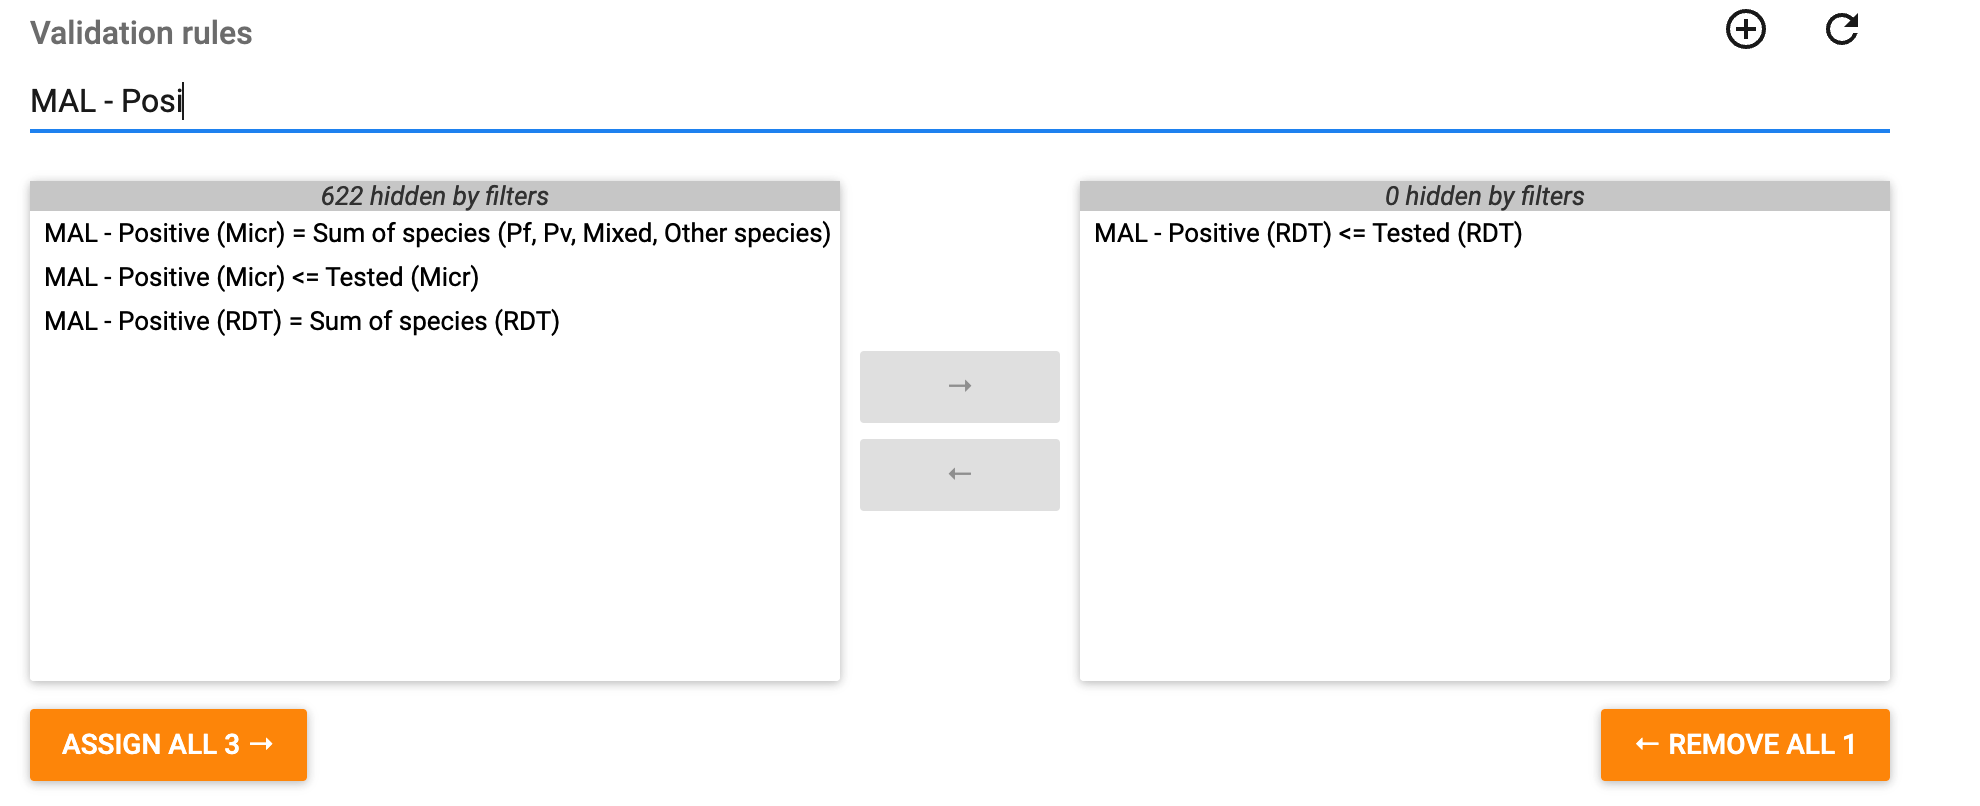 Validation rules
MAL - Posi
622 hidden by filters
MAL - Positive (Micr) = Sum of species (Pf, Pv, Mixed, Other species)
MAL - Positive (Micr) <= Tested (Micr)
MAL - Positive (RDT) = Sum of species (RDT)
→
←
0 hidden by filters
MAL - Positive (RDT) <= Tested (RDT)
ASSIGN ALL 3 →
← REMOVE ALL 1